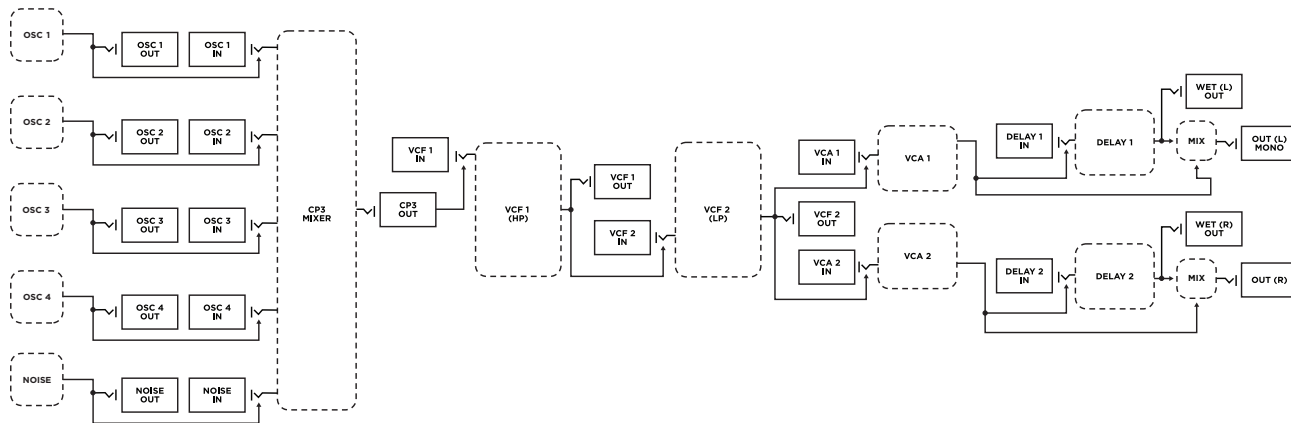 OSC 1
OSC 1
OUT
OSC 1
IN
OSC 2
OSC 2
OUT
OSC 2
IN
OSC 3
OSC 3
OUT
OSC 3
IN
OSC 4
OSC 4
OUT
OSC 4
IN
NOISE
NOISE
OUT
NOISE
IN
CP3
MIXER
CP3
OUT
VCF 1
IN
VCF 1
(HP)
VCF 1
OUT
VCF 2
IN
VCF 2
(LP)
VCA 1
IN
VCF 2
OUT
VCA 2
IN
VCA 1
VCA 2
DELAY 1
IN
DELAY 1
WET (L)
OUT
MIX
OUT (L)
MONO
DELAY 2
IN
DELAY 2
WET (R)
OUT
MIX
OUT (R)